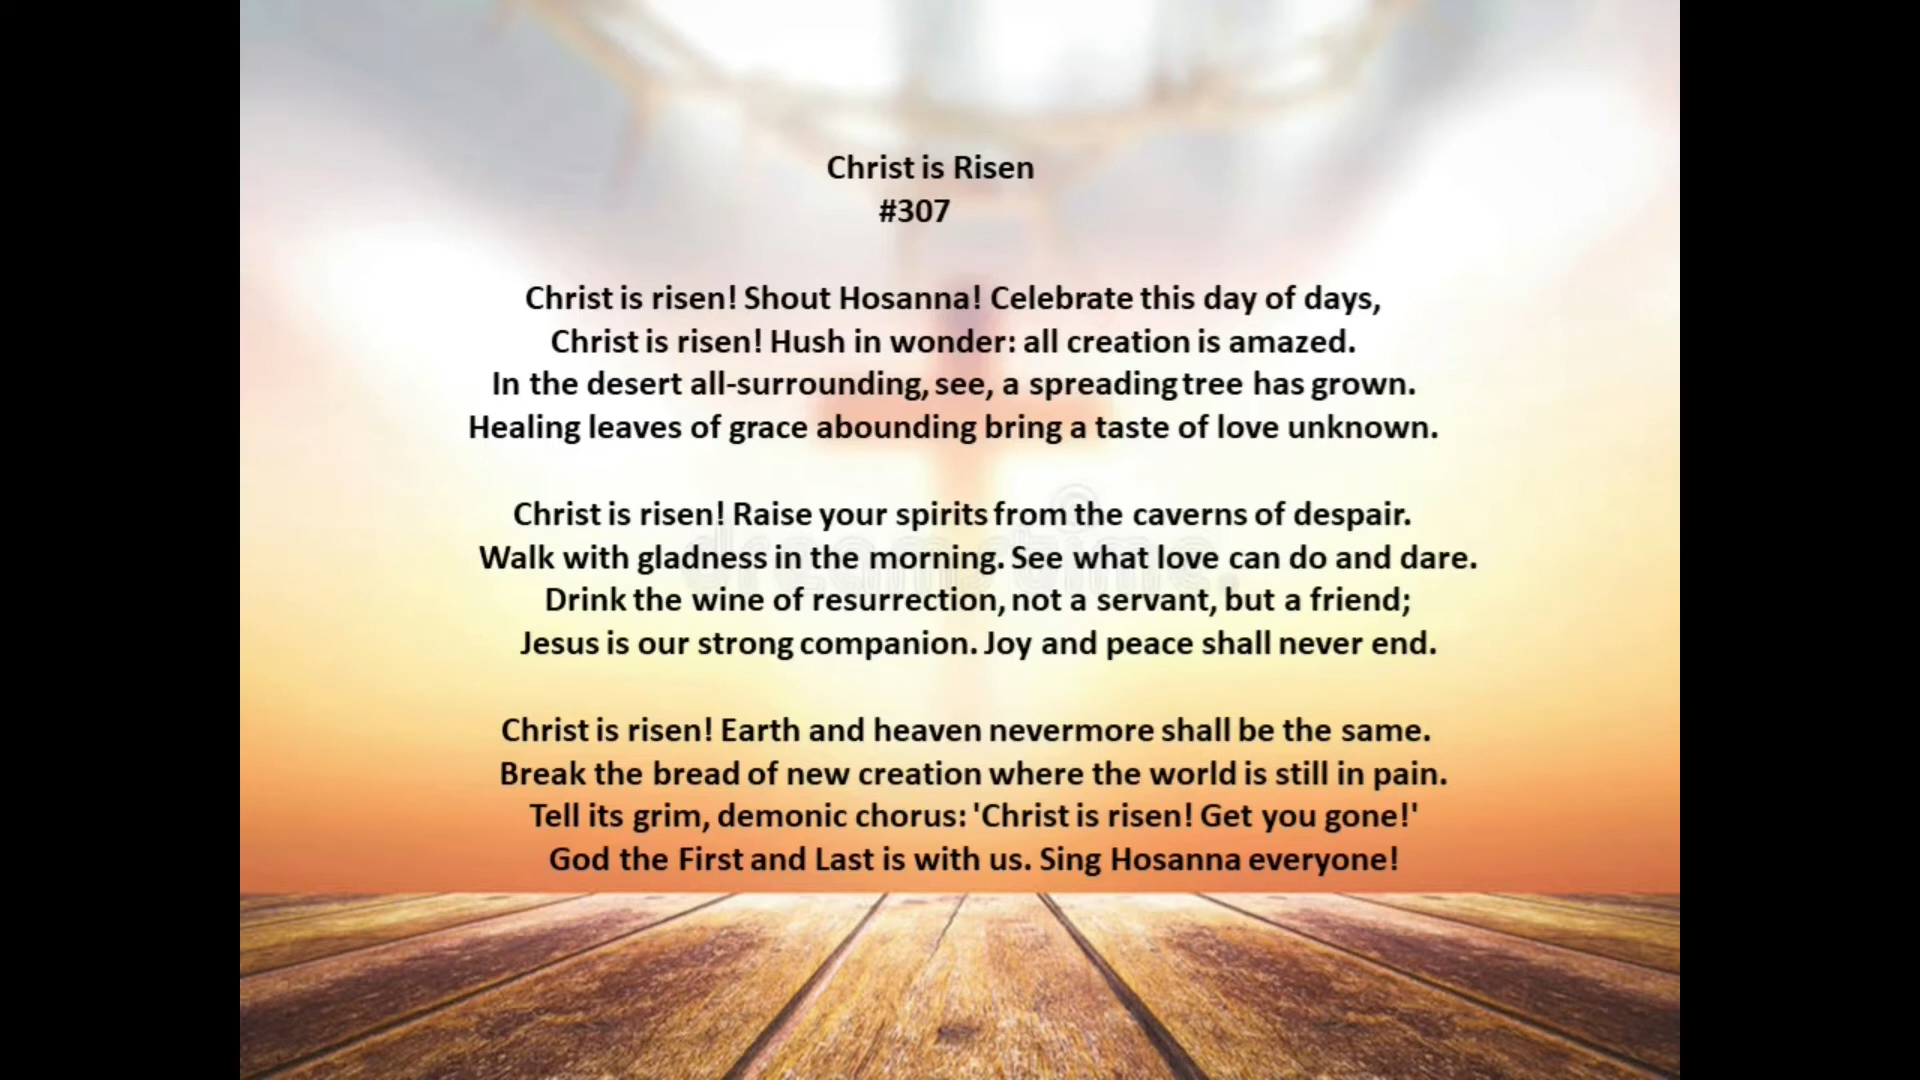 Christ is Risen
#307
Christ is risen! Shout Hosanna! Celebrate this day of days,
Christ is risen! Hush in wonder: all creation is amazed.
In the desert all-surrounding, see, a spreading tree has grown.
Healing leaves of grace abounding bring a taste of love unknown.
Christ is risen! Raise your spirits from the caverns of despair.
Walk with gladness in the morning. See what love can do and dare.
Drink the wine of resurrection, not a servant, but a friend;
Jesus is our strong companion. Joy and peace shall never end.
Christ is risen! Earth and heaven nevermore shall be the same.
Break the bread of new creation where the world is still in pain.
Tell its grim, demonic chorus: 'Christ is risen! Get you gone!'
God the First and Last is with us. Sing Hosanna everyone!
dreamstime.